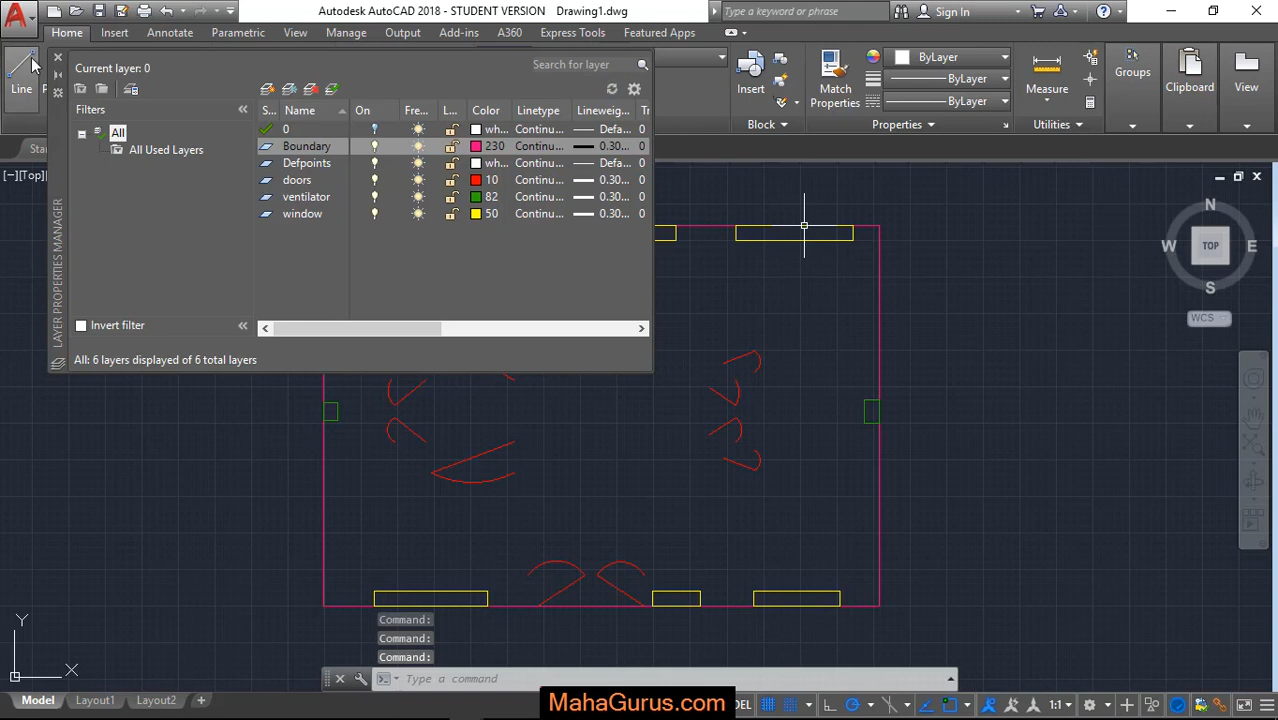 Autodesk AutoCAD 2018 - STUDENT VERSION Drawing1.dwg
Type a keyword or phrase
Sign In
Home Insert Annotate Parametric View Manage Output Add-ins A360 Express Tools Featured Apps
Line
Current layer: 0
Search for layer
Insert
Match
Properties
ByLayer
ByLayer
ByLayer
Measure
Groups
Clipboard
View
Block
Properties
Utilities
Filters
S... Name On Fre... L... Color Linetype Lineweig... Tr
All
All Used Layers
0 wh... Continu... Defa... 0
Boundary 230 Continu... 0.30... 0
Defpoints wh... Continu... Defa... 0
doors 10 Continu... 0.30... 0
ventilator 82 Continu... 0.30... 0
window 50 Continu... 0.30... 0
Invert filter
All: 6 layers displayed of 6 total layers
LAYER PROPERTIES MANAGER
Sta
[−][Top]
N
W TOP E
S
WCS
Y
X
Command:
Command:
Command:
Type a command
Model Layout1 Layout2 +
MahaGurus.com
DEL
1:1